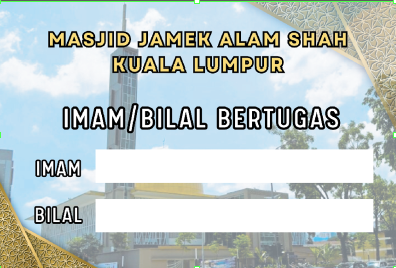 MASJID JAMEK ALAM SHAH
KUALA LUMPUR
IMAM/BILAL BERTUGAS
IMAM
BILAL